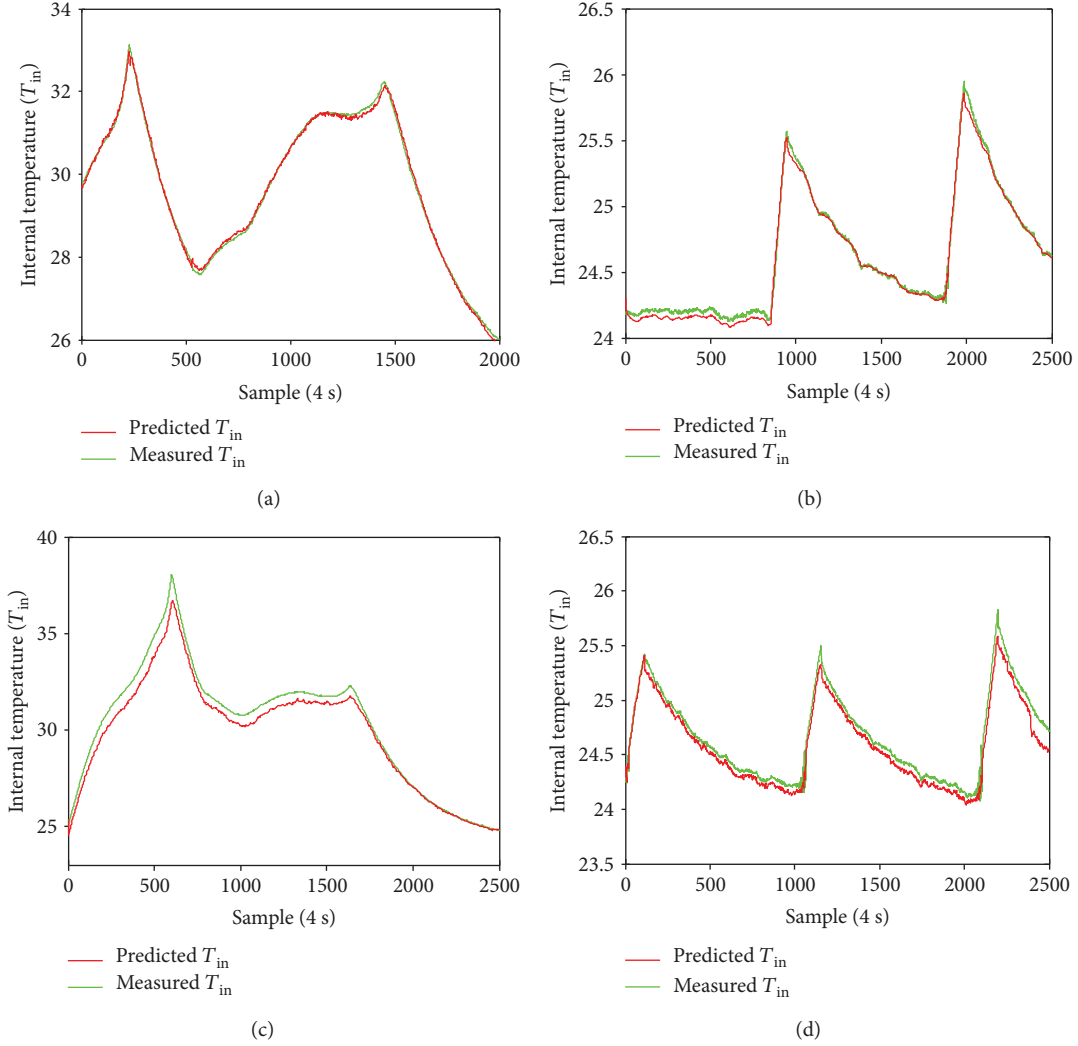 34
32
30
28
26
Internal temperature (T_in)
0
500
1000
1500
2000
Sample (4 s)
Predicted T_in
Measured T_in
(a)
26.5
26
25.5
25
24.5
24
Internal temperature (T_in)
0
500
1000
1500
2000
2500
Sample (4 s)
Predicted T_in
Measured T_in
(b)
40
35
30
25
Internal temperature (T_in)
0
500
1000
1500
2000
2500
Sample (4 s)
Predicted T_in
Measured T_in
(c)
26.5
26
25.5
25
24.5
24
23.5
Internal temperature (T_in)
0
500
1000
1500
2000
2500
Sample (4 s)
Predicted T_in
Measured T_in
(d)